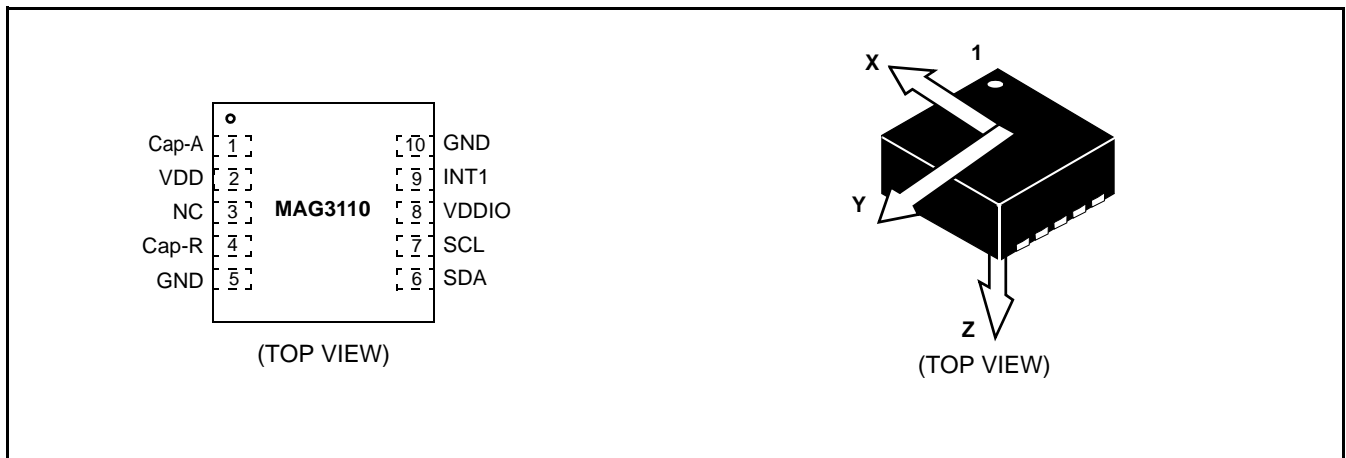 Cap-A 1 10 GND
VDD 2 9 INT1
NC 3 MAG3110 8 VDDIO
Cap-R 4 7 SCL
GND 5 6 SDA
(TOP VIEW)
1
X
Y
Z
(TOP VIEW)